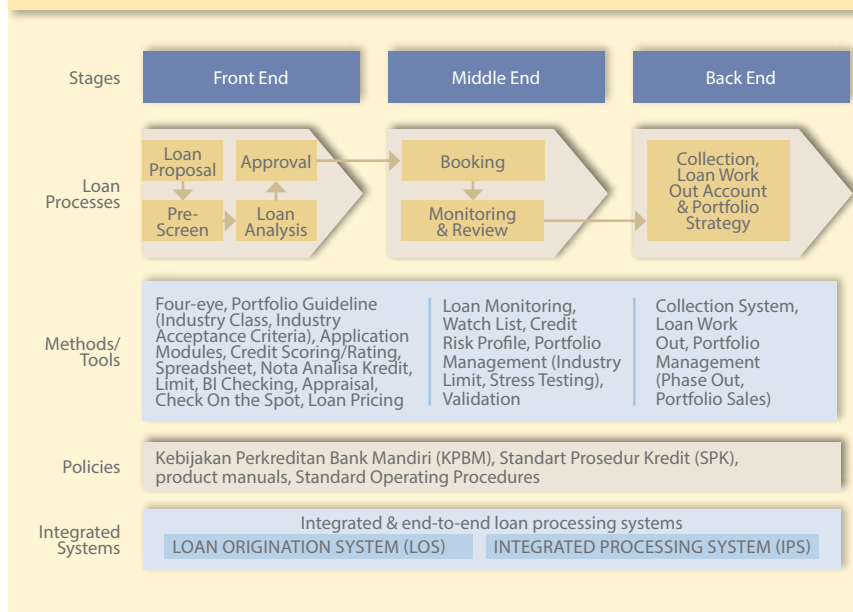 Stages
Front End
Middle End
Back End
Loan
Processes
Loan
Proposal
Pre-
Screen
Loan
Analysis
Approval
Booking
Monitoring
& Review
Collection,
Loan Work
Out Account
& Portfolio
Strategy
Methods/
Tools
Four-eye, Portfolio Guideline
(Industry Class, Industry
Acceptance Criteria), Application
Modules, Credit Scoring/Rating,
Spreadsheet, Nota Analisa Kredit,
Limit, BI Checking, Appraisal,
Check On the Spot, Loan Pricing
Loan Monitoring,
Watch List, Credit
Risk Profile, Portfolio
Management (Industry
Limit, Stress Testing),
Validation
Collection System,
Loan Work
Out, Portfolio
Management
(Phase Out,
Portfolio Sales)
Policies
Kebijakan Perkreditan Bank Mandiri (KPBM), Standart Prosedur Kredit (SPK),
product manuals, Standard Operating Procedures
Integrated
Systems
Integrated & end-to-end loan processing systems
LOAN ORIGINATION SYSTEM (LOS)
INTEGRATED PROCESSING SYSTEM (IPS)